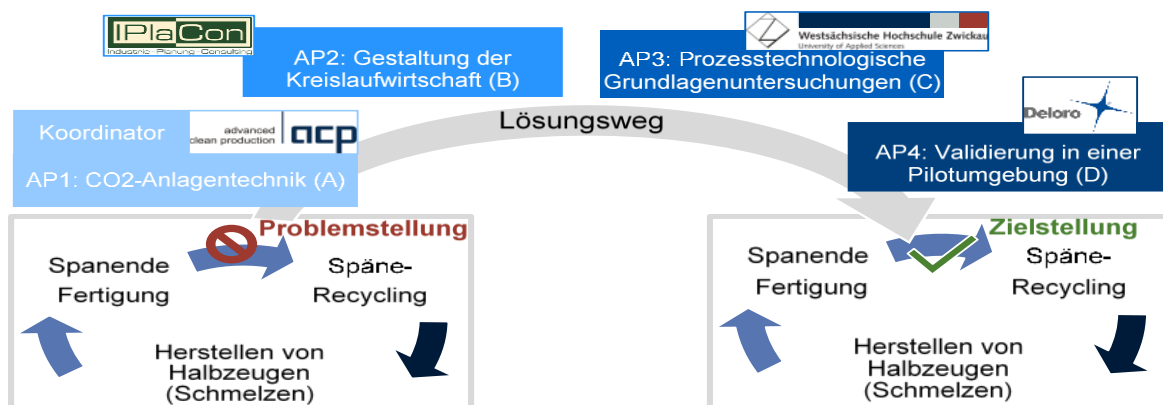 IPlaCon
Industrie-Planung-Consulting
AP2: Gestaltung der
Kreislaufwirtschaft (B)
Westsächsische Hochschule Zwickau
University of Applied Sciences
AP3: Prozesstechnologische
Grundlagenuntersuchungen (C)
Koordinator
advanced
clean production
acp
AP1: CO2-Anlagentechnik (A)
Lösungsweg
Deloro
AP4: Validierung in einer
Pilotumgebung (D)
Problemstellung
Spanende
Fertigung
Späne-
Recycling
Herstellen von
Halbzeugen
(Schmelzen)
Zielstellung
Spanende
Fertigung
Späne-
Recycling
Herstellen von
Halbzeugen
(Schmelzen)